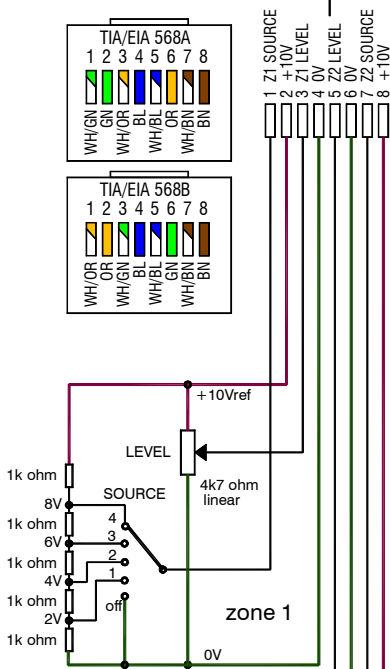 TIA/EIA 568A
1 2 3 4 5 6 7 8
WH/GN
GN
WH/OR
BL
WH/BL
OR
WH/BN
BN
TIA/EIA 568B
1 2 3 4 5 6 7 8
WH/OR
OR
WH/GN
BL
WH/BL
GN
WH/BN
BN
1 Z1 SOURCE
2 +10V
3 Z1 LEVEL
4 0V
5 Z2 LEVEL
6 0V
7 Z2 SOURCE
8 +10V
+10Vref
LEVEL
4k7 ohm
linear
SOURCE
1k ohm
8V
1k ohm
6V
1k ohm
4V
1k ohm
2V
1k ohm
4
3
2
1
off
zone 1
0V